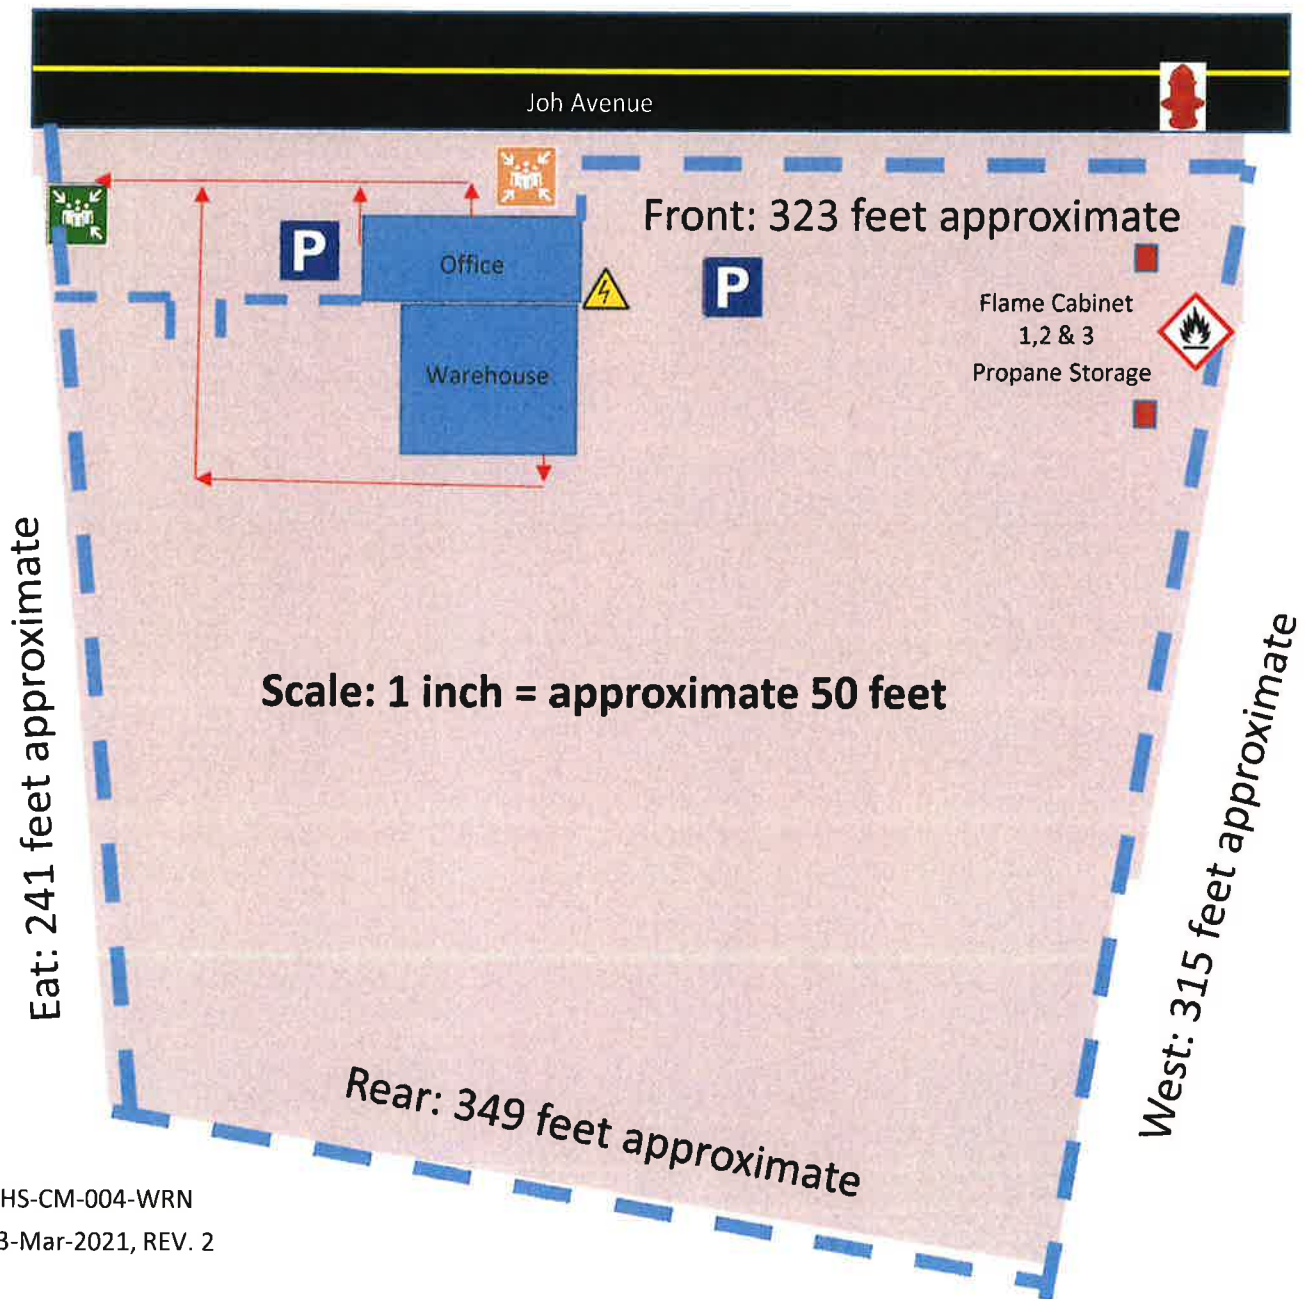 Joh Avenue
Front: 323 feet approximate
P
Office
P
Flame Cabinet
1,2 & 3
Propane Storage
Warehouse
Eat: 241 feet approximate
Scale: 1 inch = approximate 50 feet
West: 315 feet approximate
Rear: 349 feet approximate
HS-CM-004-WRN
3-Mar-2021, REV. 2